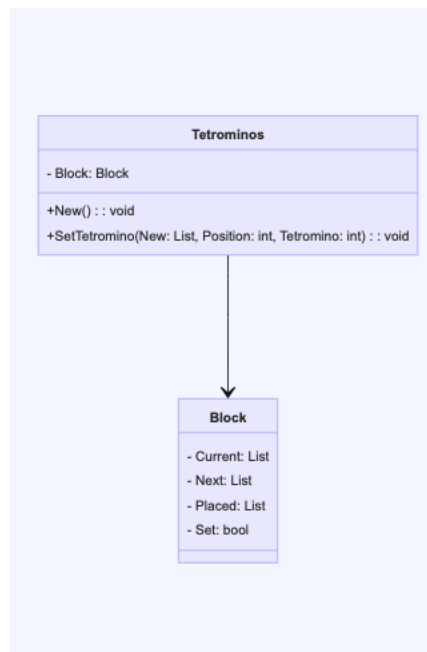 Tetrominos
- Block: Block
+New() : : void
+SetTetromino(New: List, Position: int, Tetromino: int) : : void
Block
- Current: List
- Next: List
- Placed: List
- Set: bool